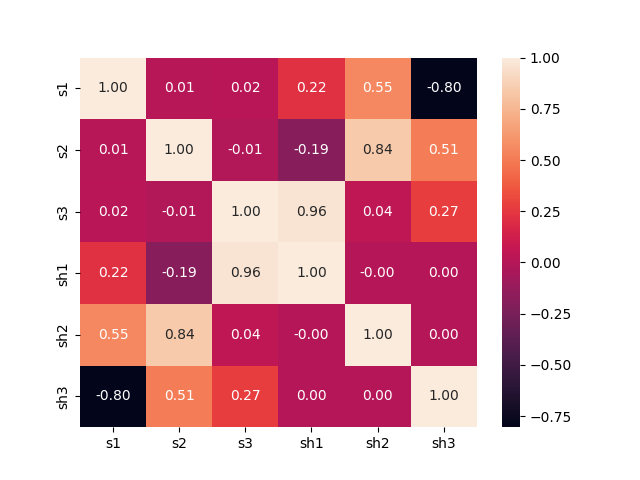 s1 1.00 0.01 0.02 0.22 0.55 -0.80
s2 0.01 1.00 -0.01 -0.19 0.84 0.51
s3 0.02 -0.01 1.00 0.96 0.04 0.27
sh1 0.22 -0.19 0.96 1.00 -0.00 0.00
sh2 0.55 0.84 0.04 -0.00 1.00 0.00
sh3 -0.80 0.51 0.27 0.00 0.00 1.00
s1 s2 s3 sh1 sh2 sh3
1.00
0.75
0.50
0.25
0.00
−0.25
−0.50
−0.75